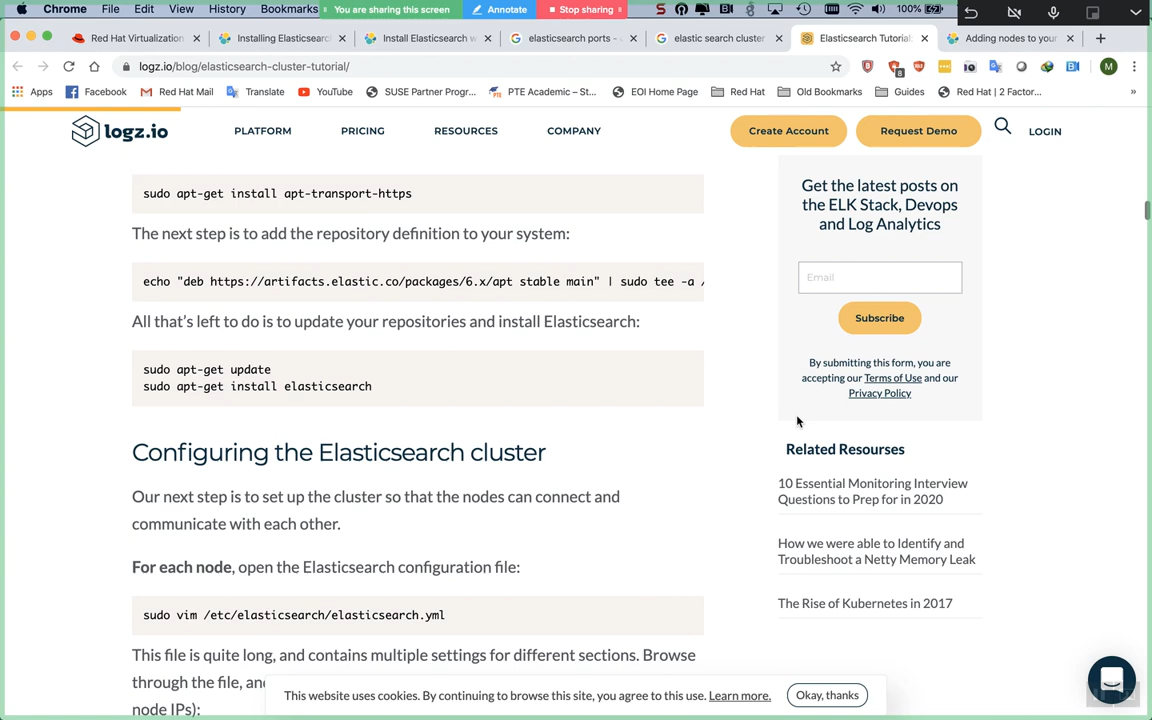 Chrome File Edit View History Bookmarks You are sharing this screen Annotate Stop sharing 100%
Red Hat Virtualization Installing Elasticsearc Install Elasticsearch w elasticsearch ports - elastic search cluster Elasticsearch Tutoria Adding nodes to your
logz.io/blog/elasticsearch-cluster-tutorial/ 8 M
Apps Facebook Red Hat Mail Translate YouTube SUSE Partner Progr... PTE Academic – St... EOI Home Page Red Hat Old Bookmarks Guides Red Hat | 2 Factor... »
logz.io PLATFORM PRICING RESOURCES COMPANY Create Account Request Demo LOGIN
sudo apt-get install apt-transport-https
The next step is to add the repository definition to your system:
echo "deb https://artifacts.elastic.co/packages/6.x/apt stable main" | sudo tee -a /
All that's left to do is to update your repositories and install Elasticsearch:
sudo apt-get update
sudo apt-get install elasticsearch
Configuring the Elasticsearch cluster
Our next step is to set up the cluster so that the nodes can connect and
communicate with each other.
For each node, open the Elasticsearch configuration file:
sudo vim /etc/elasticsearch/elasticsearch.yml
This file is quite long, and contains multiple settings for different sections. Browse
through the file, and
node IPs):
Get the latest posts on
the ELK Stack, Devops
and Log Analytics
Email
Subscribe
By submitting this form, you are
accepting our Terms of Use and our
Privacy Policy
Related Resourses
10 Essential Monitoring Interview
Questions to Prep for in 2020
How we were able to Identify and
Troubleshoot a Netty Memory Leak
The Rise of Kubernetes in 2017
This website uses cookies. By continuing to browse this site, you agree to this use. Learn more. Okay, thanks